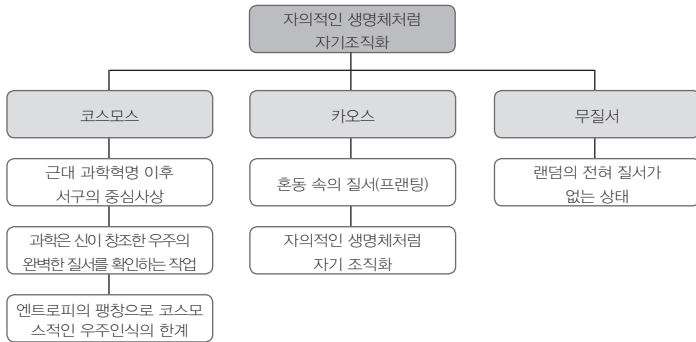 자의적인 생명체처럼
자기조직화
코스모스
카오스
무질서
근대 과학혁명 이후
서구의 중심사상
혼동 속의 질서(프랜팅)
랜덤의 전혀 질서가
없는 상태
과학은 신이 창조한 우주의
완벽한 질서를 확인하는 작업
자의적인 생명체처럼
자기 조직화
엔트로피의 팽창으로 코스모
스적인 우주인식의 한계